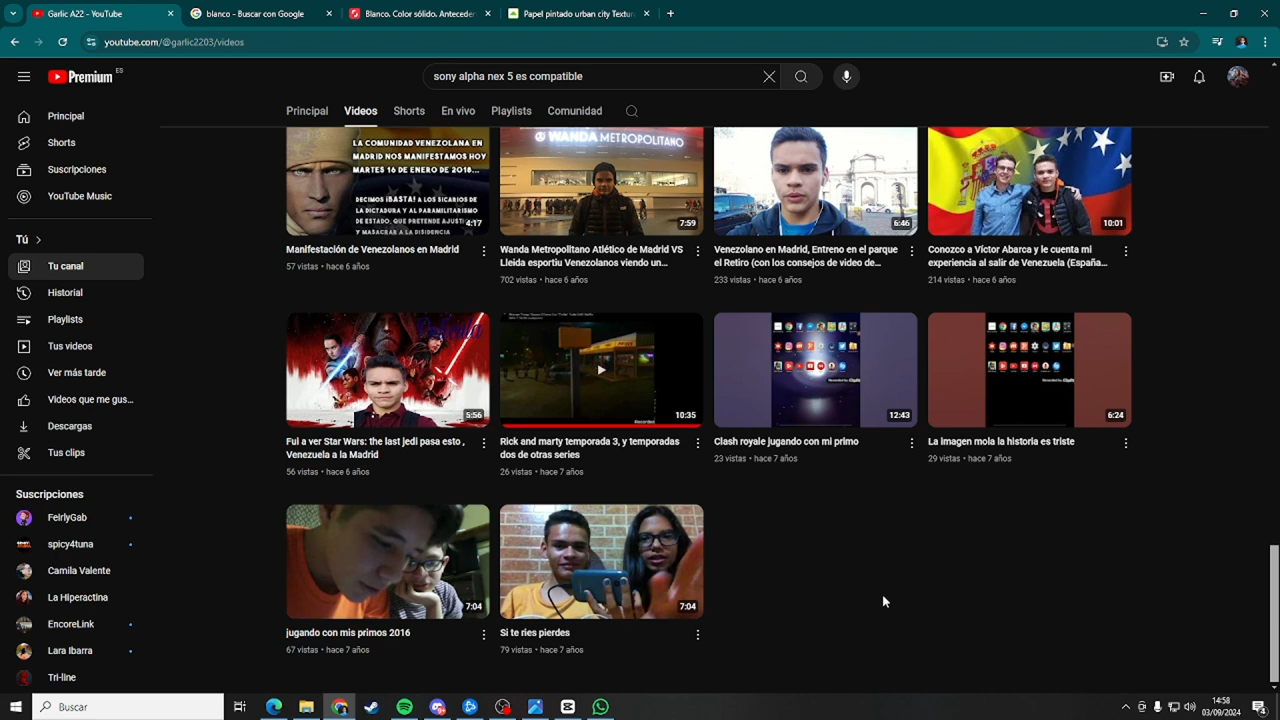 Garlic A22 - YouTube
blanco - Buscar con Google
Blanco. Color sólido. Anteceden
Papel pintado urban city Textur
youtube.com/@garlic2203/videos
Premium ES
sony alpha nex 5 es compatible
Principal
Videos
Shorts
En vivo
Playlists
Comunidad
Principal
Shorts
Suscripciones
YouTube Music
Tú
Tu canal
Historial
Playlists
Tus videos
Ver más tarde
Videos que me gus...
Descargas
Tus clips
Suscripciones
FeirlyGab
spicy4tuna
Camila Valente
La Hiperactina
EncoreLink
Lara Ibarra
Tri-line
LA COMUNIDAD VENEZOLANA EN
MADRID NOS MANIFESTAMOS HOY
MARTES 16 DE ENERO DE 2018...
DECIMOS ¡BASTA! A LOS SICARIOS DE
LA DICTADURA Y AL PARAMILITARISMO
DE ESTADO, QUE PRETENDE AJUSTI
Y MASACRAR A LA DISIDENCIA
4:17
Manifestación de Venezolanos en Madrid
57 vistas • hace 6 años
WANDA METROPOLITANO
7:59
Wanda Metropolitano Atlético de Madrid VS
Lleida esportiu Venezolanos viendo un...
702 vistas • hace 6 años
6:46
Venezolano en Madrid, Entreno en el parque
el Retiro (con los consejos de video de...
233 vistas • hace 6 años
10:01
Conozco a Víctor Abarca y le cuenta mi
experiencia al salir de Venezuela (España...
214 vistas • hace 6 años
5:56
Fui a ver Star Wars: the last jedi pasa esto ,
Venezuela a la Madrid
56 vistas • hace 6 años
10:35
Rick and marty temporada 3, y temporadas
dos de otras series
26 vistas • hace 7 años
12:43
Clash royale jugando con mi primo
23 vistas • hace 7 años
6:24
La imagen mola la historia es triste
29 vistas • hace 7 años
7:04
jugando con mis primos 2016
67 vistas • hace 7 años
7:04
Si te ries pierdes
79 vistas • hace 7 años
Buscar
14:58
03/09/2024